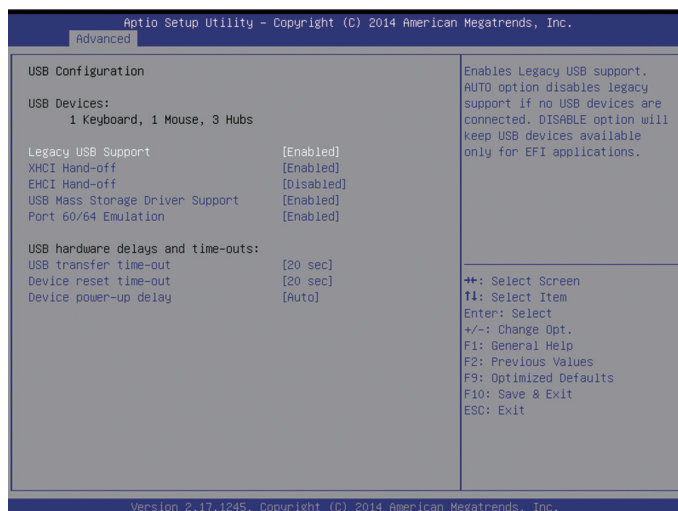 Aptio Setup Utility – Copyright (C) 2014 American Megatrends, Inc.
Advanced
USB Configuration
USB Devices:
1 Keyboard, 1 Mouse, 3 Hubs
Legacy USB Support [Enabled]
XHCI Hand-off [Enabled]
EHCI Hand-off [Disabled]
USB Mass Storage Driver Support [Enabled]
Port 60/64 Emulation [Enabled]
USB hardware delays and time-outs:
USB transfer time-out [20 sec]
Device reset time-out [20 sec]
Device power-up delay [Auto]
Enables Legacy USB support.
AUTO option disables legacy
support if no USB devices are
connected. DISABLE option will
keep USB devices available
only for EFI applications.
→←: Select Screen
↑↓: Select Item
Enter: Select
+/-: Change Opt.
F1: General Help
F2: Previous Values
F9: Optimized Defaults
F10: Save & Exit
ESC: Exit
Version 2.17.1245. Copyright (C) 2014 American Megatrends, Inc.